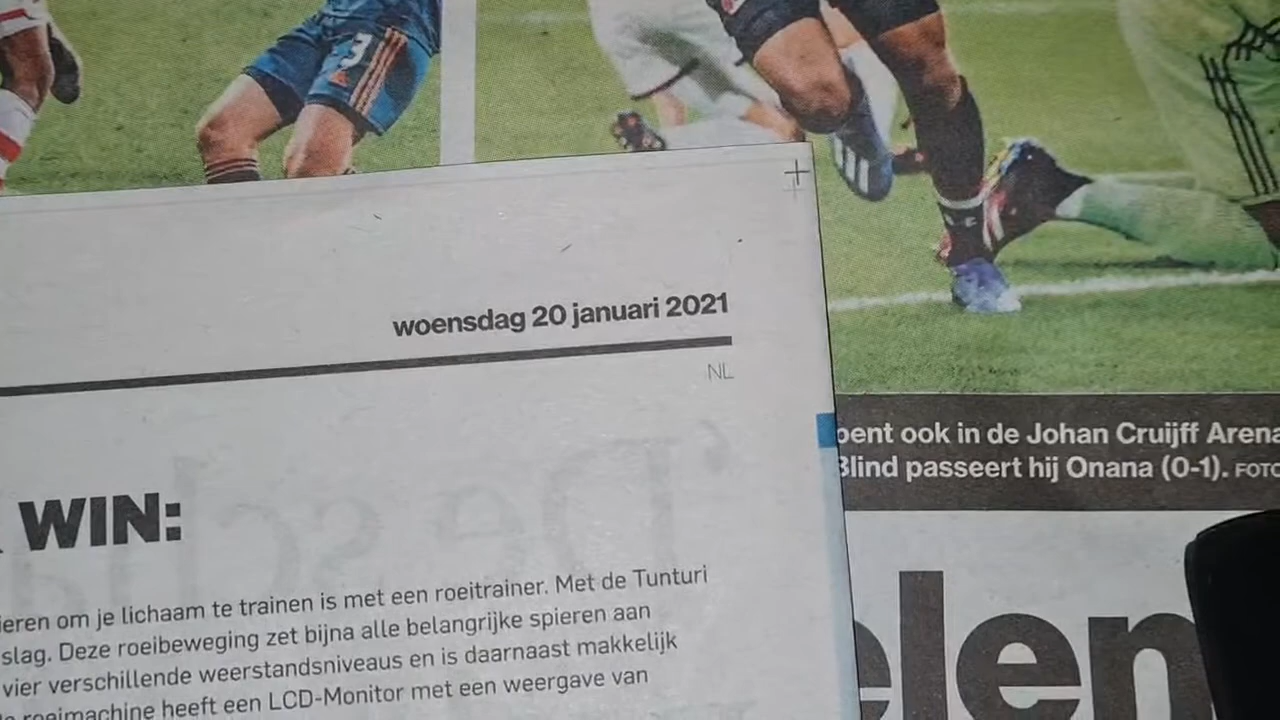 3
woensdag 20 januari 2021
NL
ook in de Johan Cruijff Arena
Blind passeert hij Onana (0-1). FOTO
WIN:
om je lichaam te trainen is met een roeitrainer. Met de Tunturi
slag. Deze roeibeweging zet bijna alle belangrijke spieren aan
vier verschillende weerstandsniveaus en is daarnaast makkelijk
roeimachine heeft een LCD-Monitor met een weergave van
elen